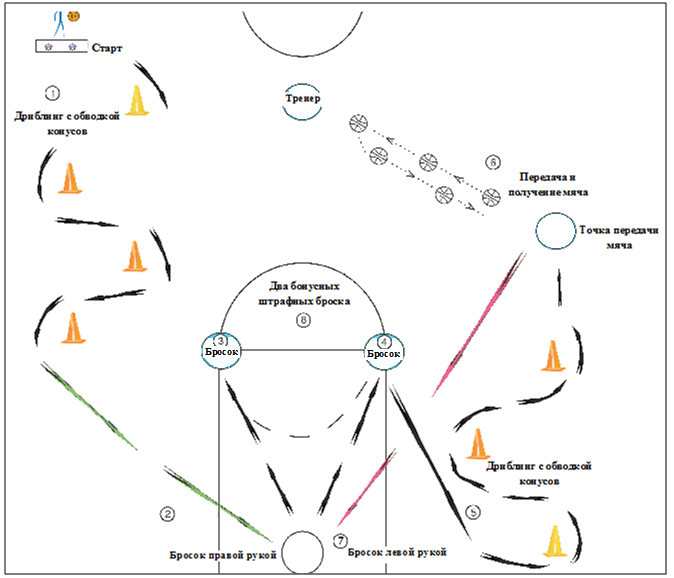 Старт
1
Дриблинг с обводкой
конусов
Тренер
6
Передача и
получение мяча
Точка передачи
мяча
Два бонусных
штрафных броска
8
3
Бросок
4
Бросок
Дриблинг с обводкой
конусов
2
5
7
Бросок правой рукой
Бросок левой рукой